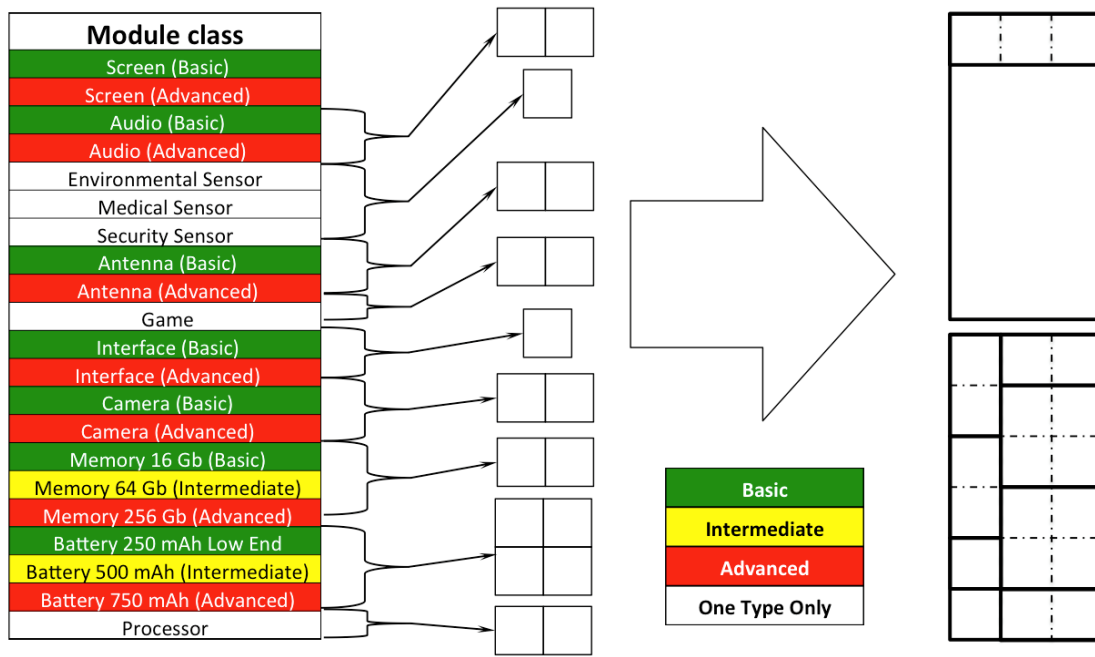 Module class
Screen (Basic)
Screen (Advanced)
Audio (Basic)
Audio (Advanced)
Environmental Sensor
Medical Sensor
Security Sensor
Antenna (Basic)
Antenna (Advanced)
Game
Interface (Basic)
Interface (Advanced)
Camera (Basic)
Camera (Advanced)
Memory 16 Gb (Basic)
Memory 64 Gb (Intermediate)
Memory 256 Gb (Advanced)
Battery 250 mAh Low End
Battery 500 mAh (Intermediate)
Battery 750 mAh (Advanced)
Processor
Basic
Intermediate
Advanced
One Type Only